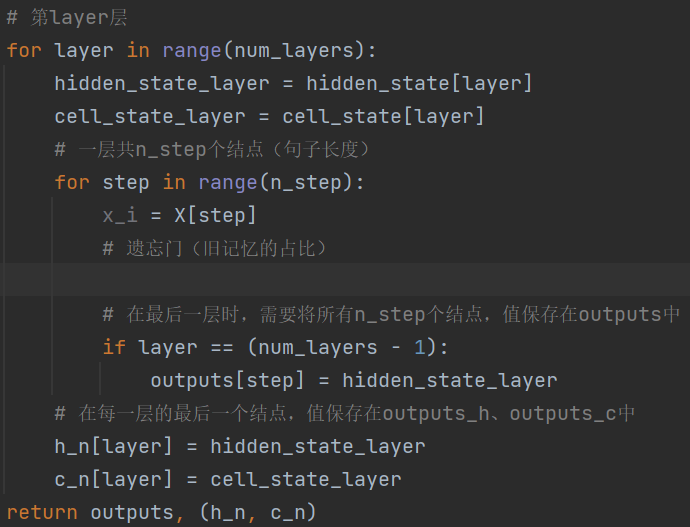 # 第layer层
for layer in range(num_layers):
    hidden_state_layer = hidden_state[layer]
    cell_state_layer = cell_state[layer]
    # 一层共n_step个结点（句子长度）
    for step in range(n_step):
        x_i = X[step]
        # 遗忘门（旧记忆的占比）
        # 在最后一层时，需要将所有n_step个结点，值保存在outputs中
        if layer == (num_layers - 1):
            outputs[step] = hidden_state_layer
    # 在每一层的最后一个结点，值保存在outputs_h、outputs_c中
    h_n[layer] = hidden_state_layer
    c_n[layer] = cell_state_layer
return outputs, (h_n, c_n)